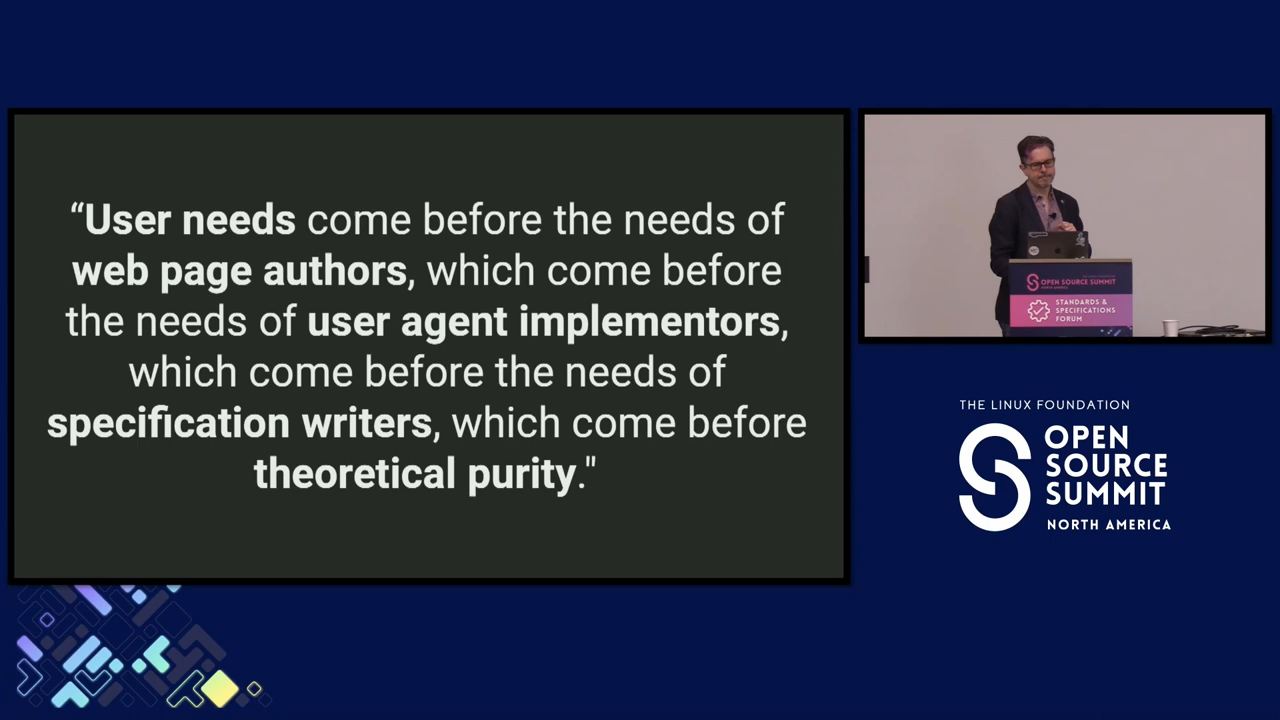 “User needs come before the needs of
web page authors, which come before
the needs of user agent implementors,
which come before the needs of
specification writers, which come before
theoretical purity."
OPEN SOURCE SUMMIT
NORTH AMERICA
STANDARDS &
SPECIFICATIONS
FORUM
THE LINUX FOUNDATION
OPEN
SOURCE
SUMMIT
NORTH AMERICA